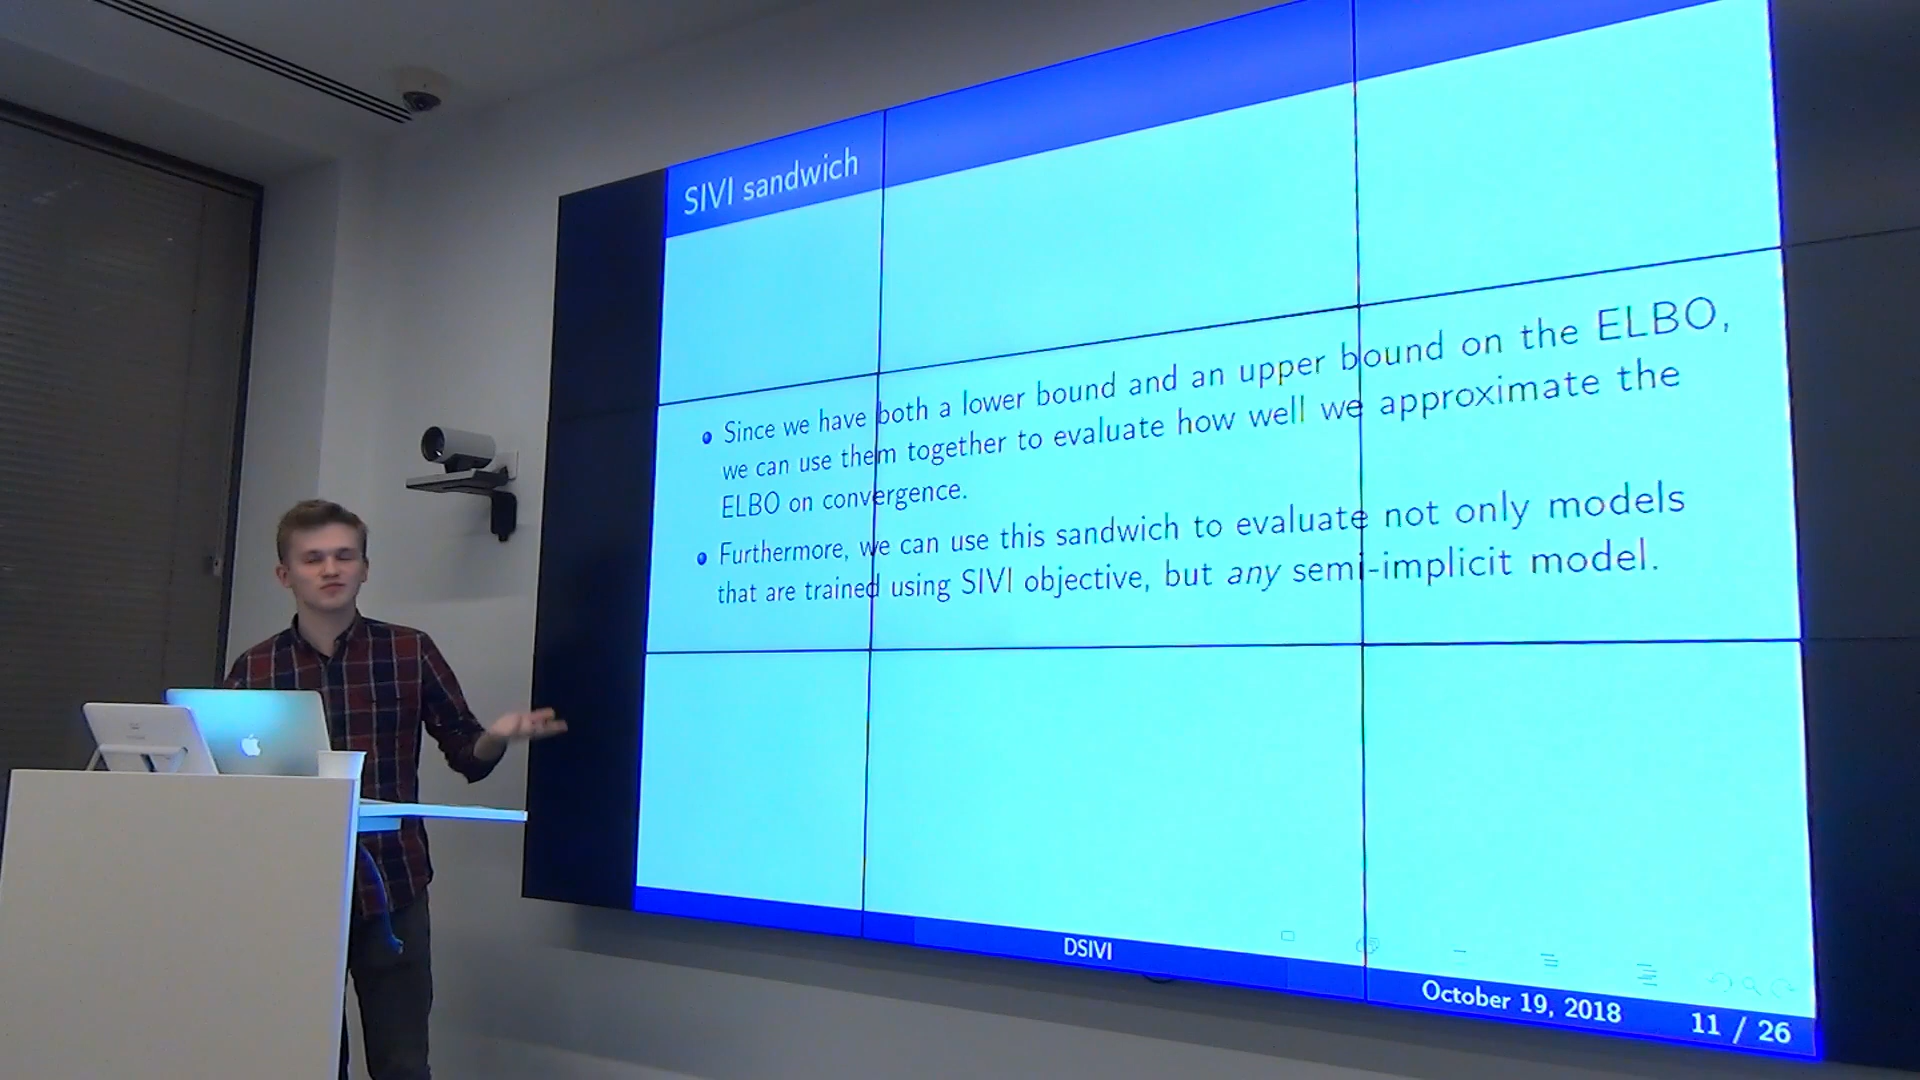 SIVI sandwich
Since we have both a lower bound and an upper bound on the ELBO,
we can use them together to evaluate how well we approximate the
ELBO on convergence.
Furthermore, we can use this sandwich to evaluate not only models
that are trained using SIVI objective, but any semi-implicit model.
DSIVI
October 19, 2018
11 / 26